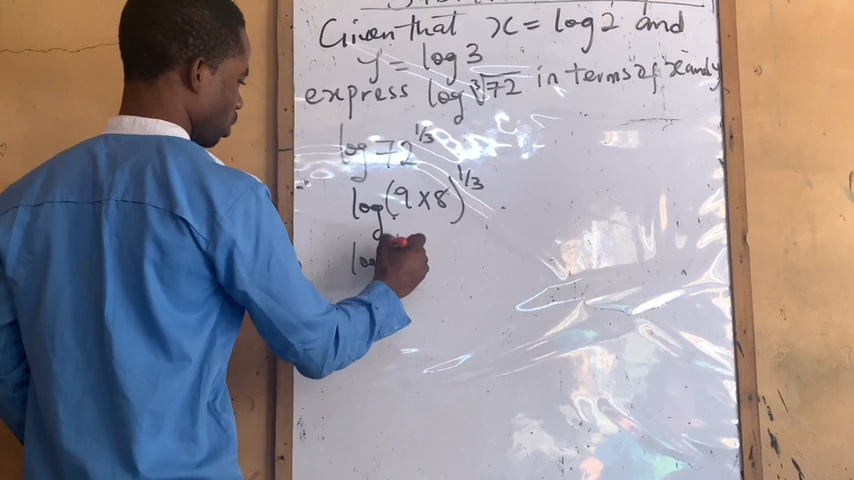 Given that x = log 2 and
y = log 3
express log ∛72 in terms of x and y
log 72^1/3
log (9 × 8)^1/3
lo